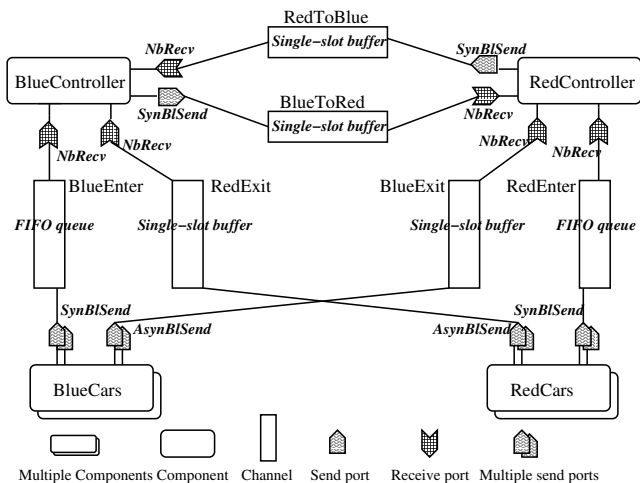 RedToBlue
NbRecv
Single-slot buffer
SynBlSend
BlueController
RedController
BlueToRed
SynBlSend
Single-slot buffer
NbRecv
NbRecv
NbRecv
NbRecv
NbRecv
BlueEnter
RedExit
BlueExit
RedEnter
FIFO queue
Single-slot buffer
Single-slot buffer
FIFO queue
SynBlSend
AsynBlSend
AsynBlSend
SynBlSend
BlueCars
RedCars
Multiple Components
Component
Channel
Send port
Receive port
Multiple send ports